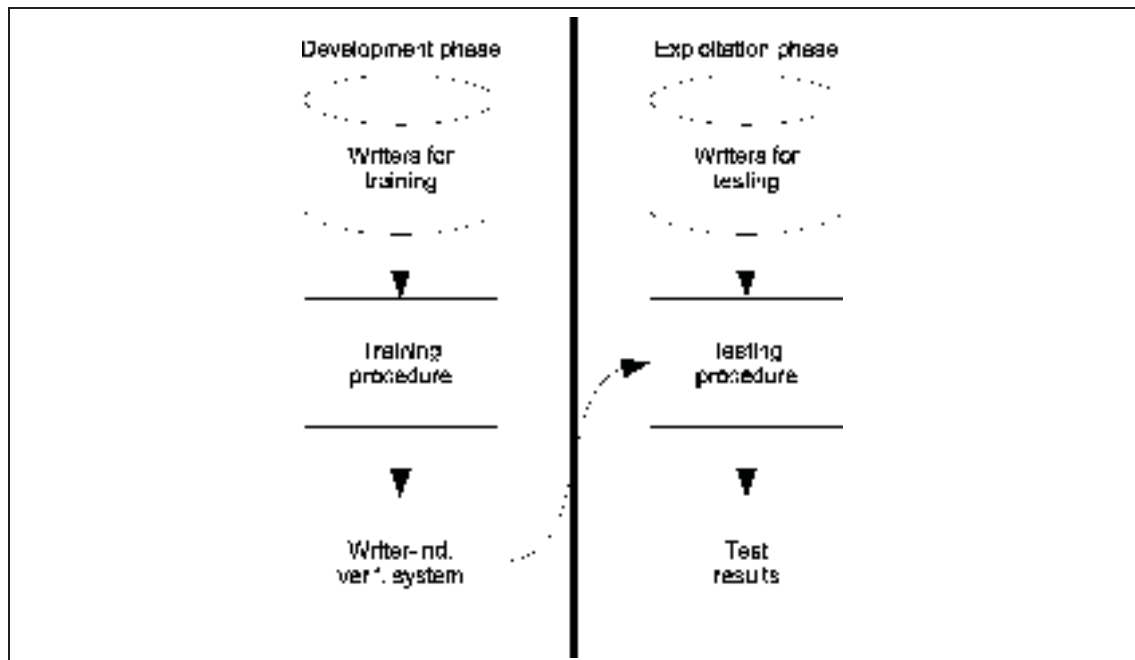 Development phase
Writers for
training
Training
procedure
Writer-ind.
verif. system
Exploitation phase
Writers for
testing
Testing
procedure
Test
results